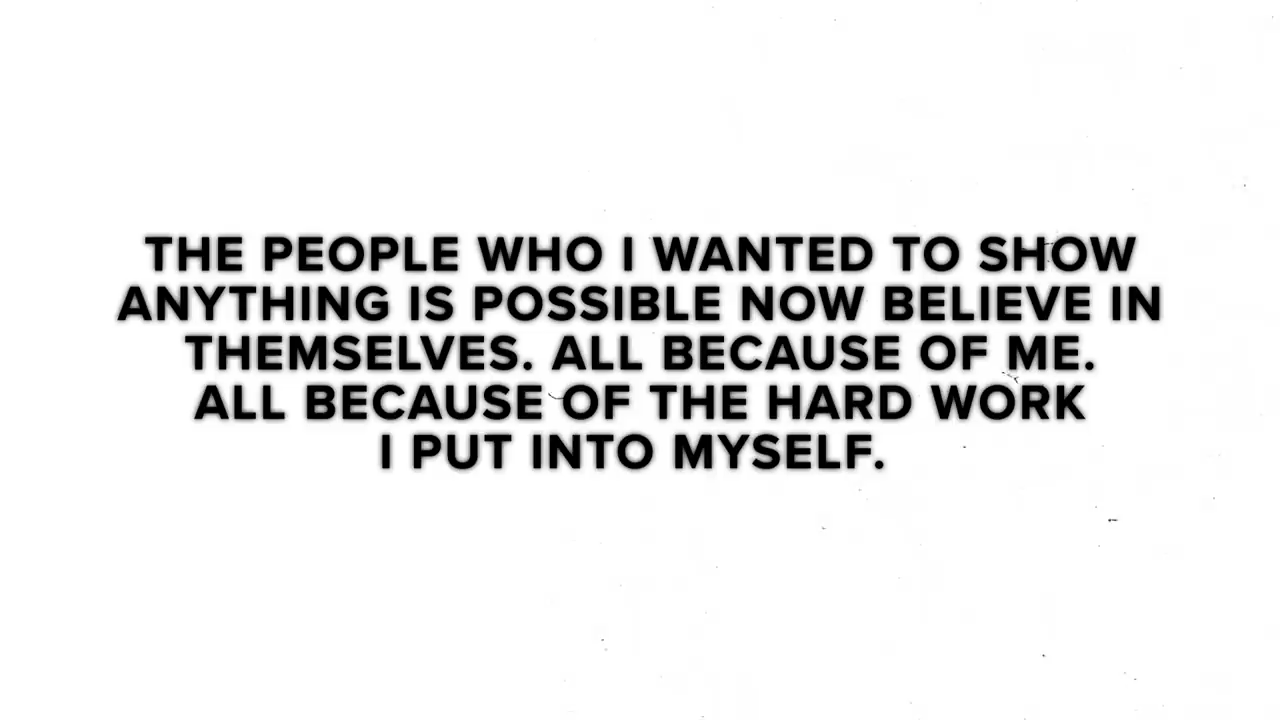 THE PEOPLE WHO I WANTED TO SHOW
ANYTHING IS POSSIBLE NOW BELIEVE IN
THEMSELVES. ALL BECAUSE OF ME.
ALL BECAUSE OF THE HARD WORK
I PUT INTO MYSELF.